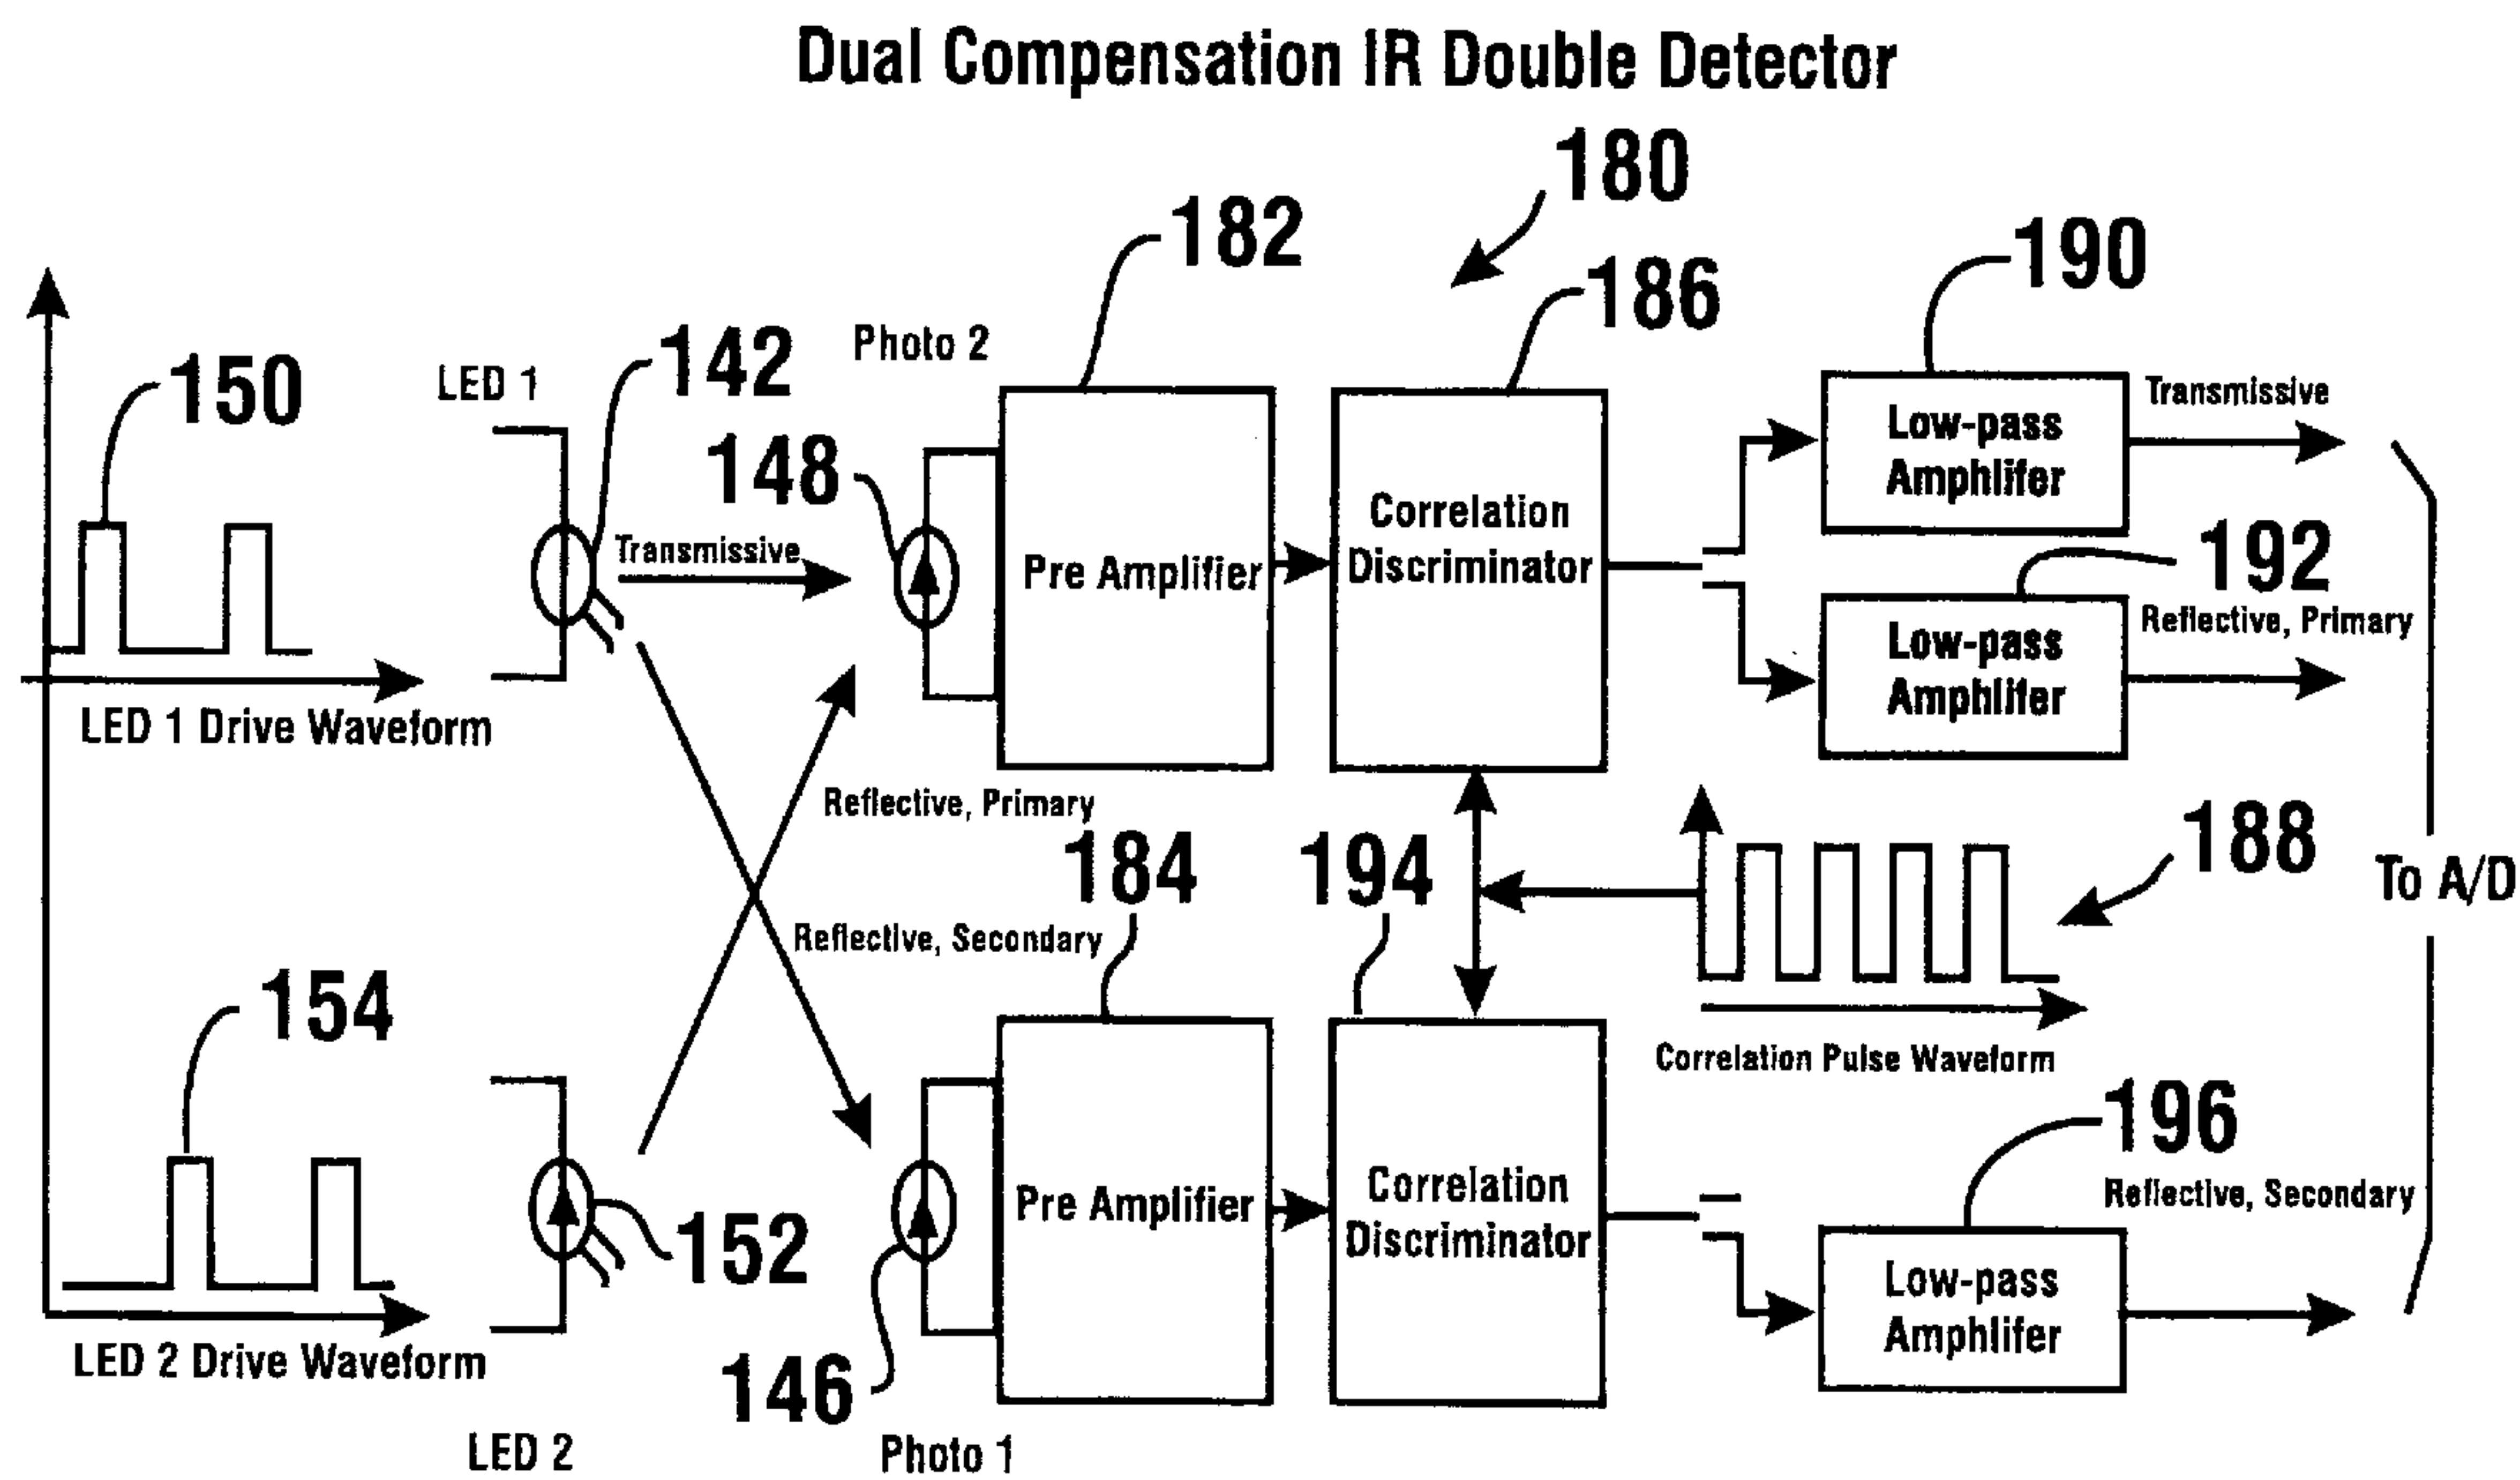 Dual Compensation IR Double Detector
180
182
186
190
150
LED 1
142
Photo 2
148
Transmissive
Pre Amplifier
Correlation
Discriminator
Low-pass
Amphlifer
Transmissive
192
Low-pass
Amphlifer
Reflective, Primary
LED 1 Drive Waveform
Reflective, Primary
Reflective, Secondary
184
194
188
To A/D
Correlation Pulse Waveform
154
152
146
Pre Amplifier
Correlation
Discriminator
196
Reflective, Secondary
Low-pass
Amphlifer
LED 2 Drive Waveform
LED 2
Photo 1